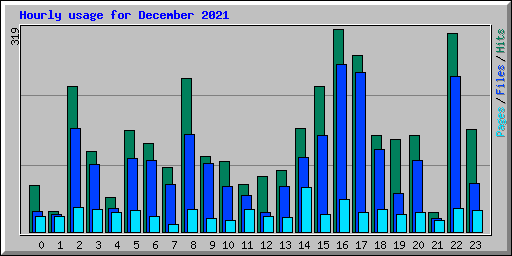 Hourly usage for December 2021
319
Pages / Files / Hits
0 1 2 3 4 5 6 7 8 9 10 11 12 13 14 15 16 17 18 19 20 21 22 23